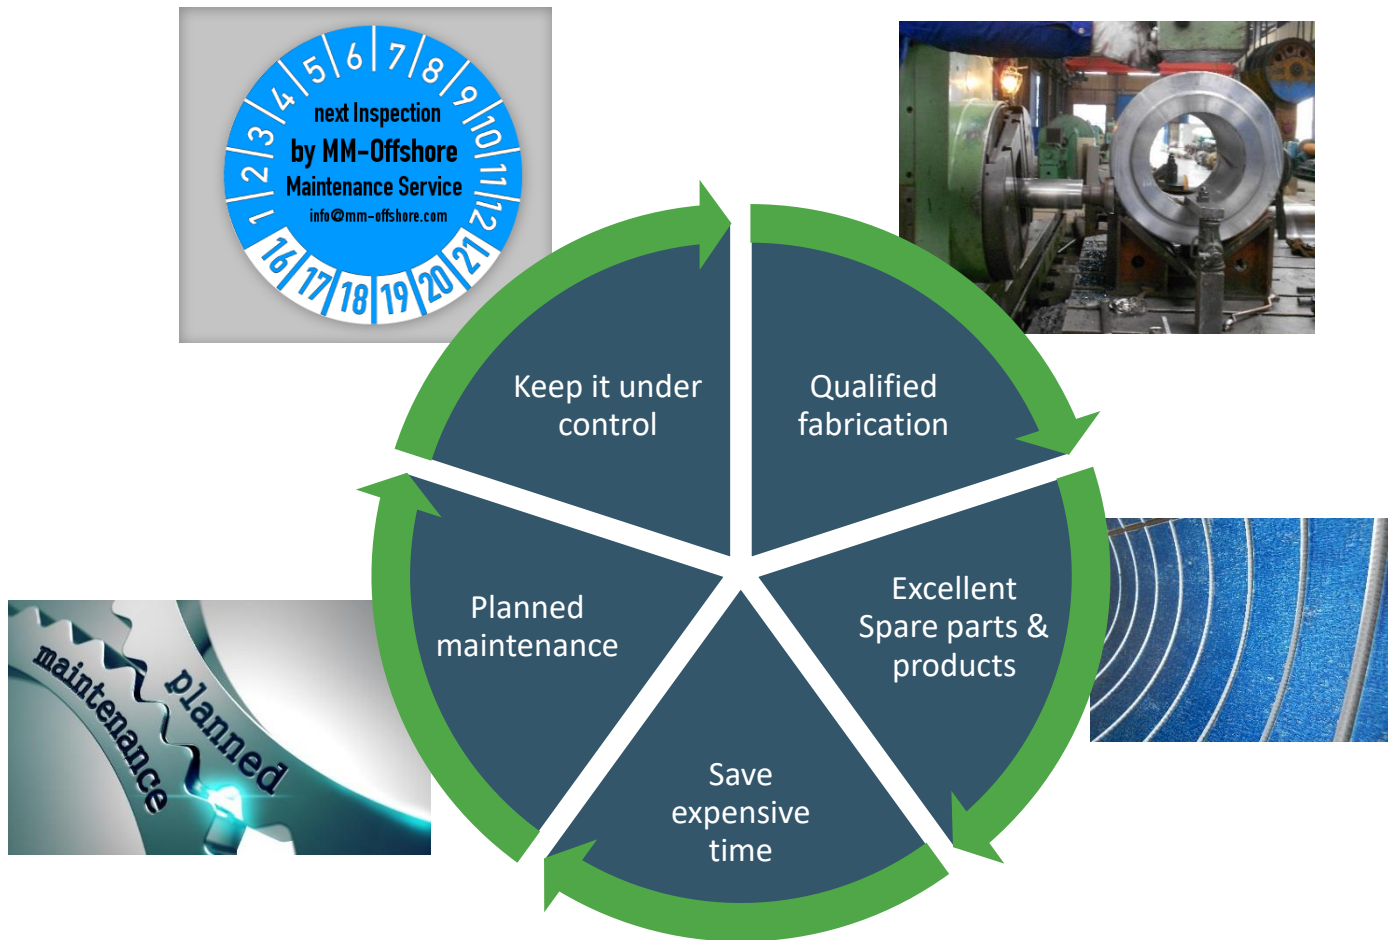 1 2 3 4 5 6 7 8 9 10 11 12
next Inspection
by MM-Offshore
Maintenance Service
info@mm-offshore.com
16 17 18 19 20 21
Keep it under
control
Qualified
fabrication
Excellent
Spare parts &
products
Planned
maintenance
Save
expensive
time
planned
maintenance